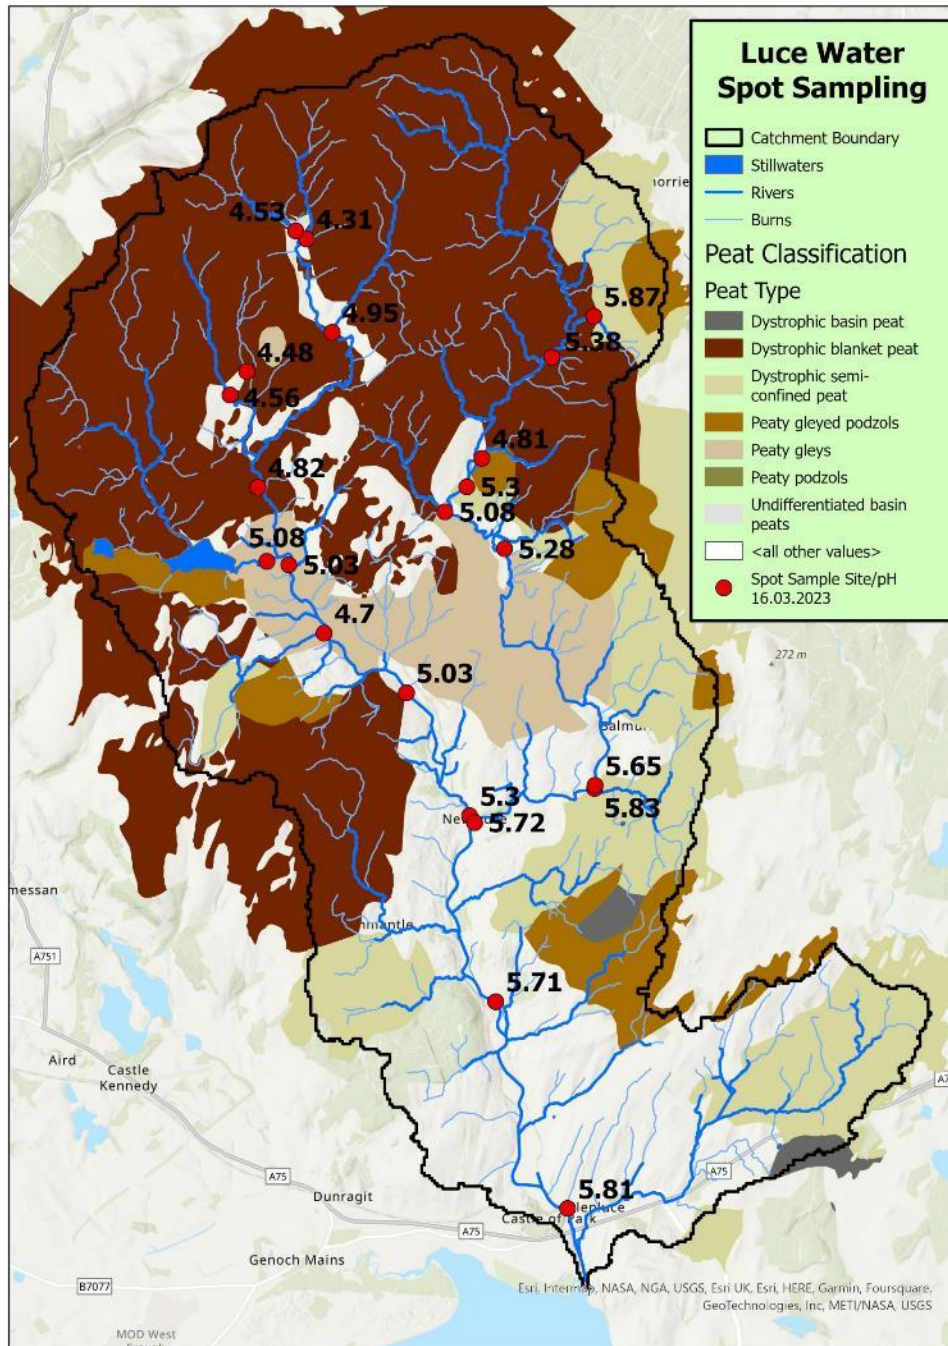 Luce Water
Spot Sampling
Catchment Boundary
Stillwaters
Rivers
Burns
Peat Classification
Peat Type
Dystrophic basin peat
Dystrophic blanket peat
Dystrophic semi-
confined peat
Peaty gleyed podzols
Peaty gleys
Peaty podzols
Undifferentiated basin
peats
<all other values>
Spot Sample Site/pH
16.03.2023
orrie
4.53
4.31
5.87
4.95
5.38
4.48
4.56
4.81
4.82
5.3
5.08
5.28
5.08
5.03
4.7
272 m
5.03
5.65
5.3
5.83
5.72
messan
A751
5.71
Aird
Castle
Kennedy
A75
Dunragit
5.81
Castle of Park
A75
A75
Genoch Mains
B7077
Esri, Intermap, NASA, NGA, USGS, Esri UK, Esri, HERE, Garmin, Foursquare,
GeoTechnologies, Inc, METI/NASA, USGS
MOD West